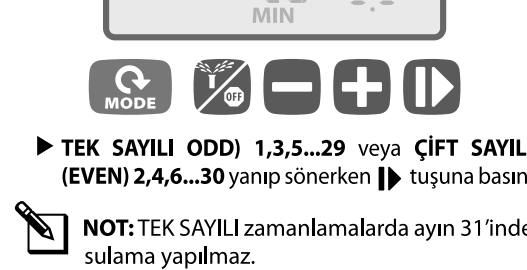 MIN
MODE
OFF
TEK SAYILI ODD) 1,3,5...29 veya ÇİFT SAYIL
(EVEN) 2,4,6...30 yanıp sönerken tuşuna basın
NOT: TEK SAYILI zamanlamalarda ayın 31’inde
sulama yapılmaz.